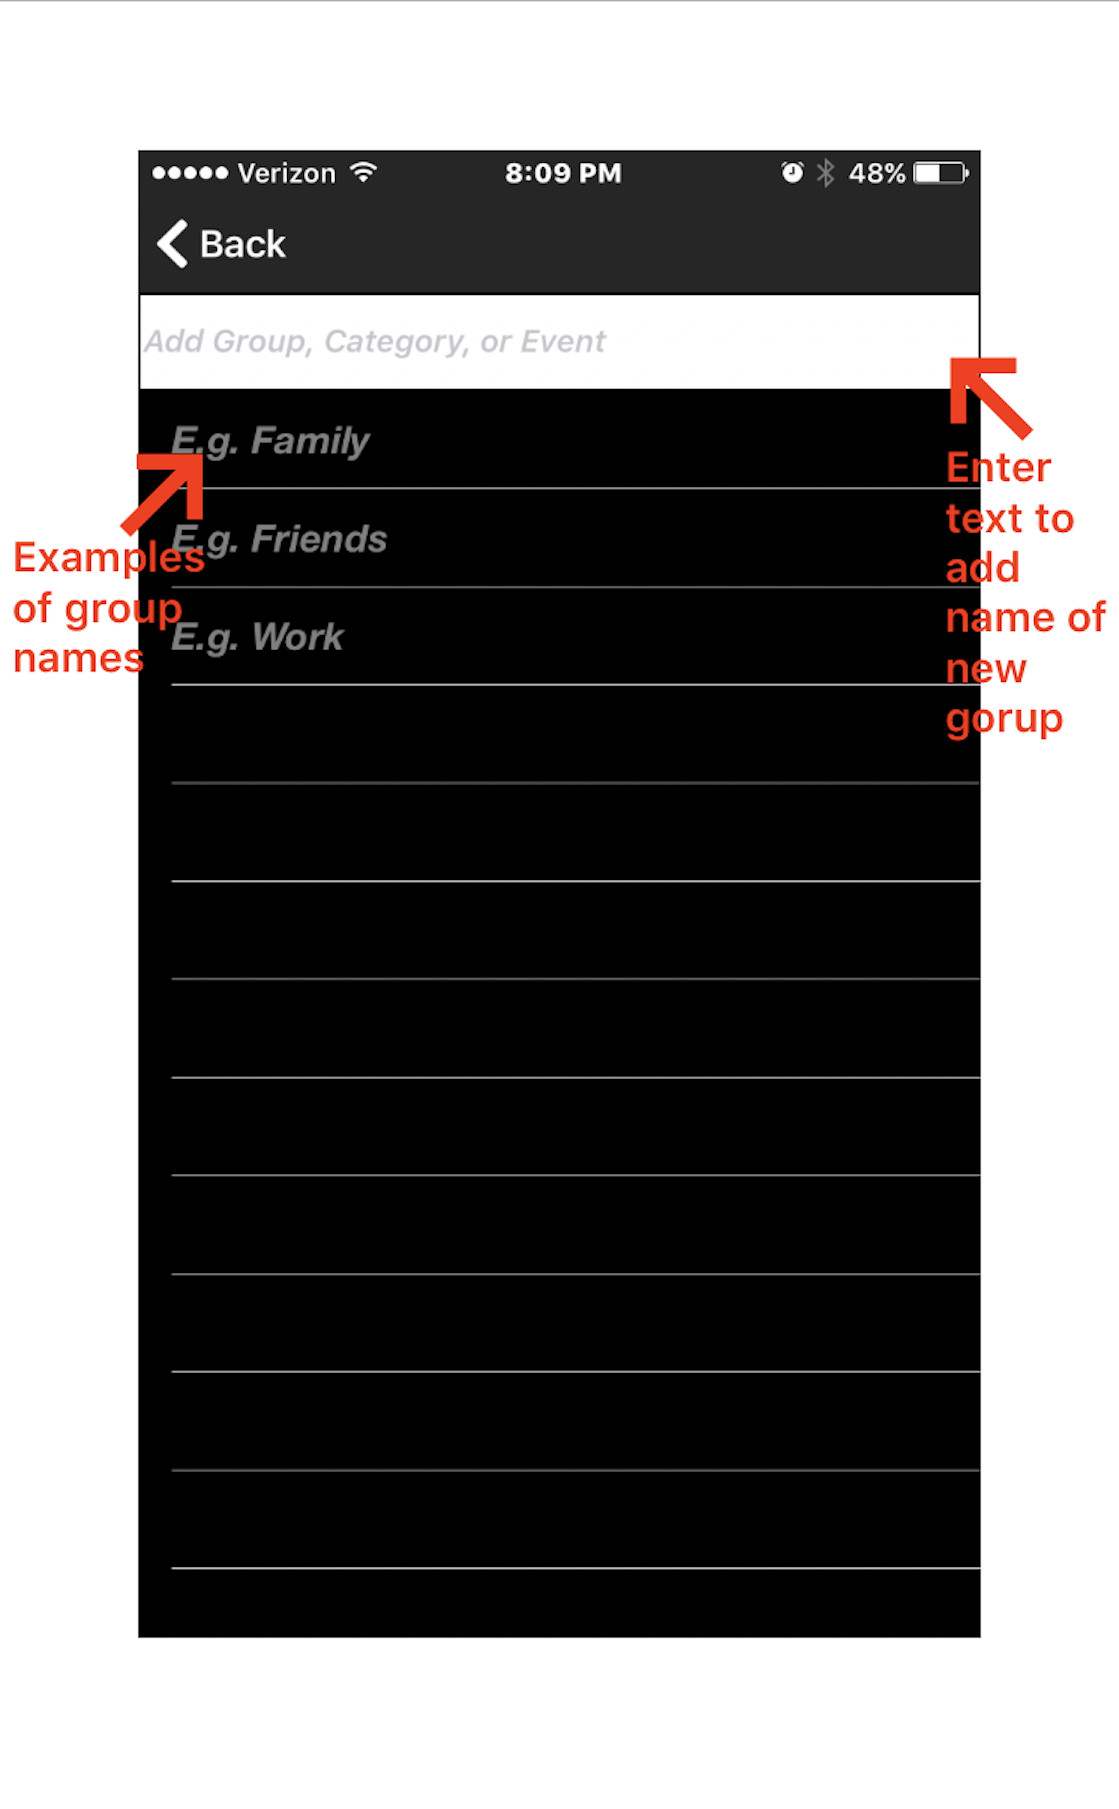 Verizon 8:09 PM 48%
Back
Add Group, Category, or Event
E.g. Family
E.g. Friends
E.g. Work
Examples
of group
names
Enter
text to
add
name of
new
gorup